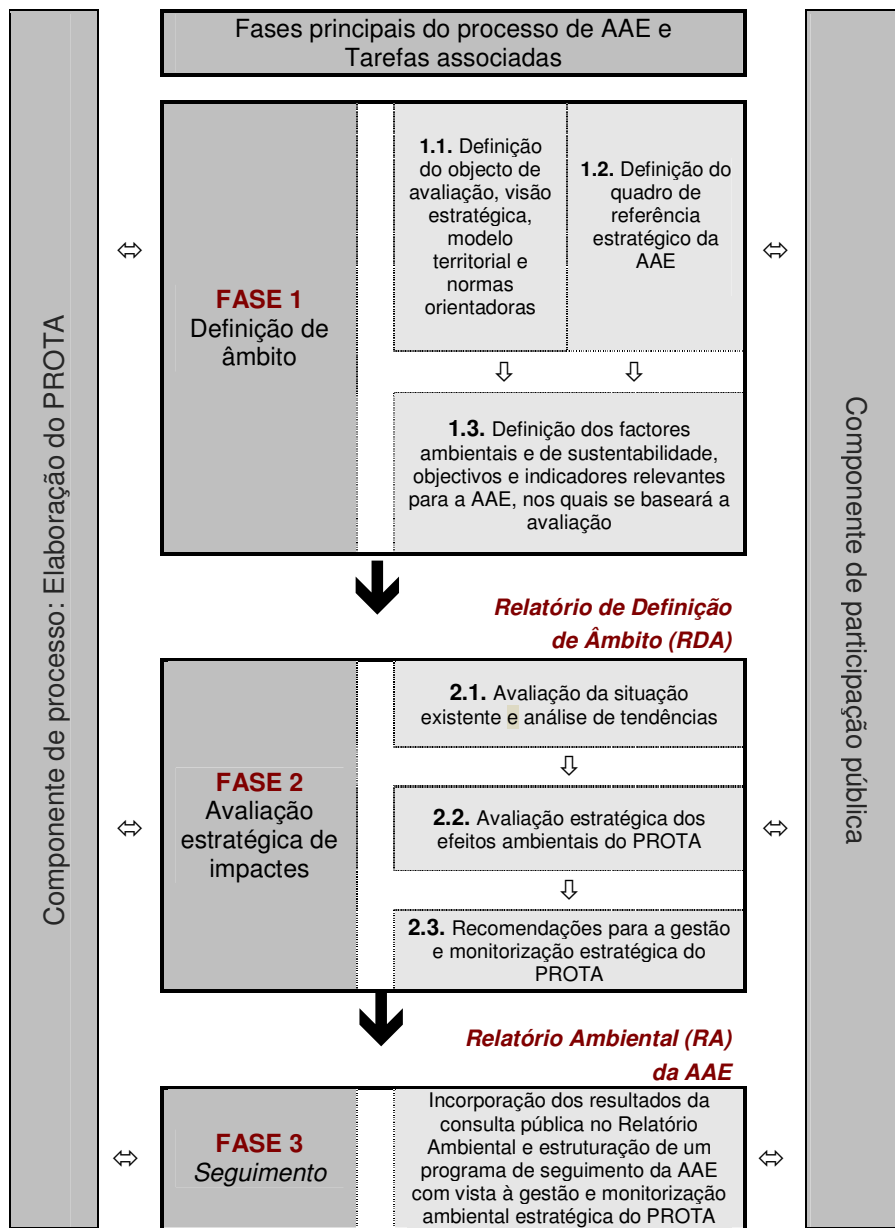 Fases principais do processo de AAE e
Tarefas associadas
Componente de processo: Elaboração do PROTA
⬄
FASE 1
Definição de
âmbito
1.1. Definição
do objecto de
avaliação, visão
estratégica,
modelo
territorial e
normas
orientadoras
1.2. Definição do
quadro de
referência
estratégico da
AAE
⇩ ⇩
1.3. Definição dos factores
ambientais e de sustentabilidade,
objectivos e indicadores relevantes
para a AAE, nos quais se baseará a
avaliação
⬄
Componente de participação pública
Relatório de Definição
de Âmbito (RDA)
⬄
FASE 2
Avaliação
estratégica de
impactes
2.1. Avaliação da situação
existente e análise de tendências
⇩
2.2. Avaliação estratégica dos
efeitos ambientais do PROTA
⇩
2.3. Recomendações para a gestão
e monitorização estratégica do
PROTA
⬄
Relatório Ambiental (RA)
da AAE
⬄
FASE 3
Seguimento
Incorporação dos resultados da
consulta pública no Relatório
Ambiental e estruturação de um
programa de seguimento da AAE
com vista à gestão e monitorização
ambiental estratégica do PROTA
⬄